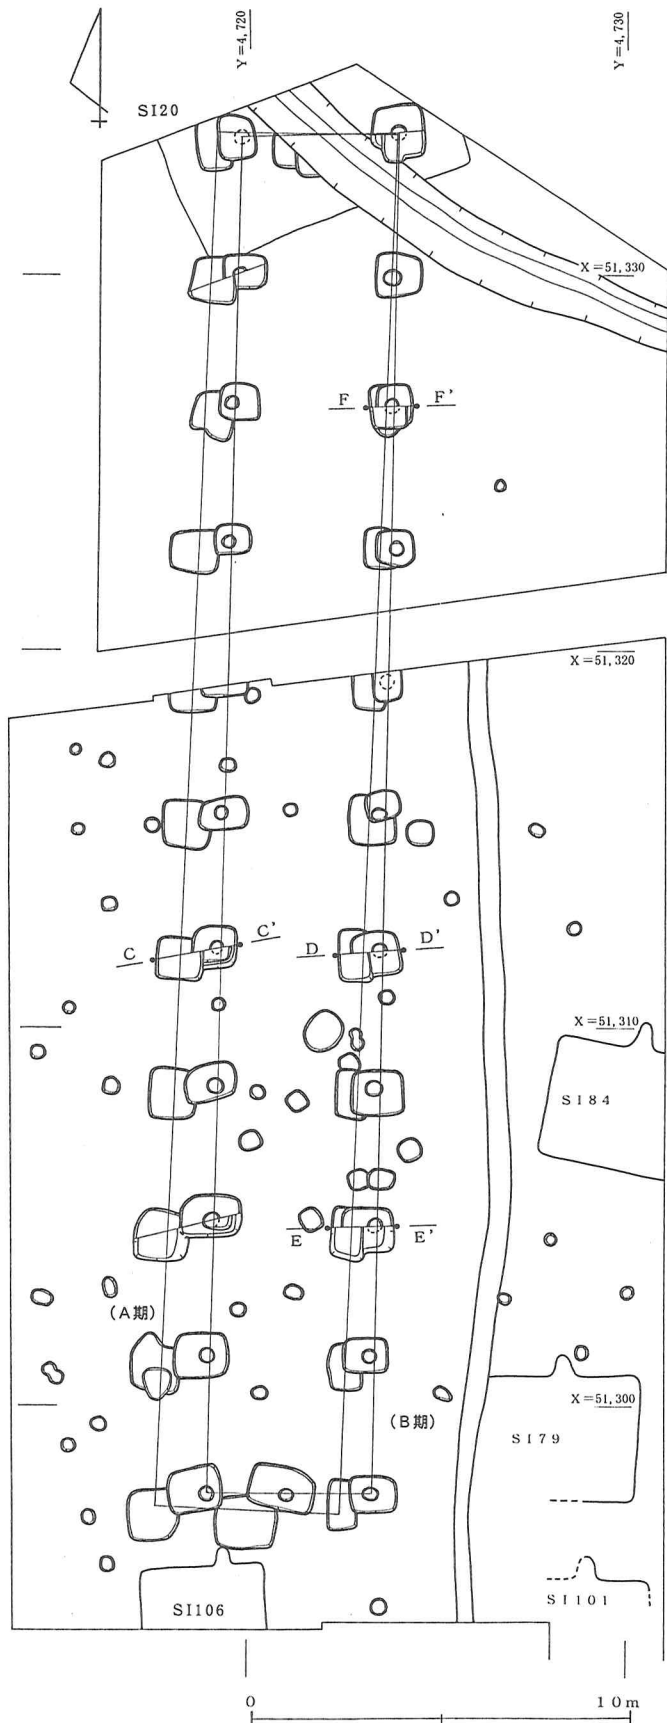 Y=4,720
Y=4,730
SI20
X=51,330
F
F'
X=51,320
C
C'
D
D'
X=51,310
SI84
E
E'
(A期)
X=51,300
(B期)
SI79
SI106
SI101
0
10m